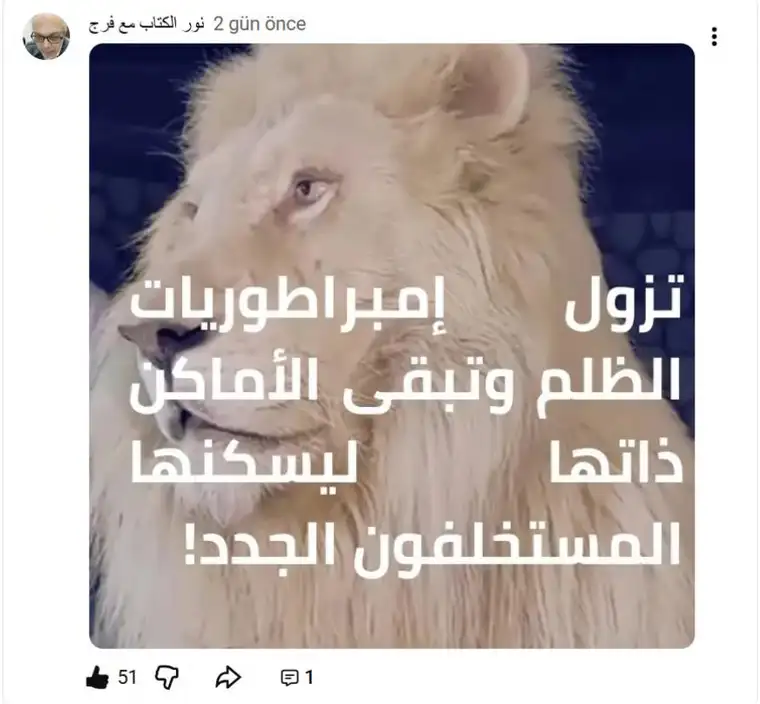 نور الكتاب مع فرج 2 gün önce
تزول إمبراطوريات
الظلم وتبقى الأماكن
ذاتها ليسكنها
المستخلفون الجدد!
51 1